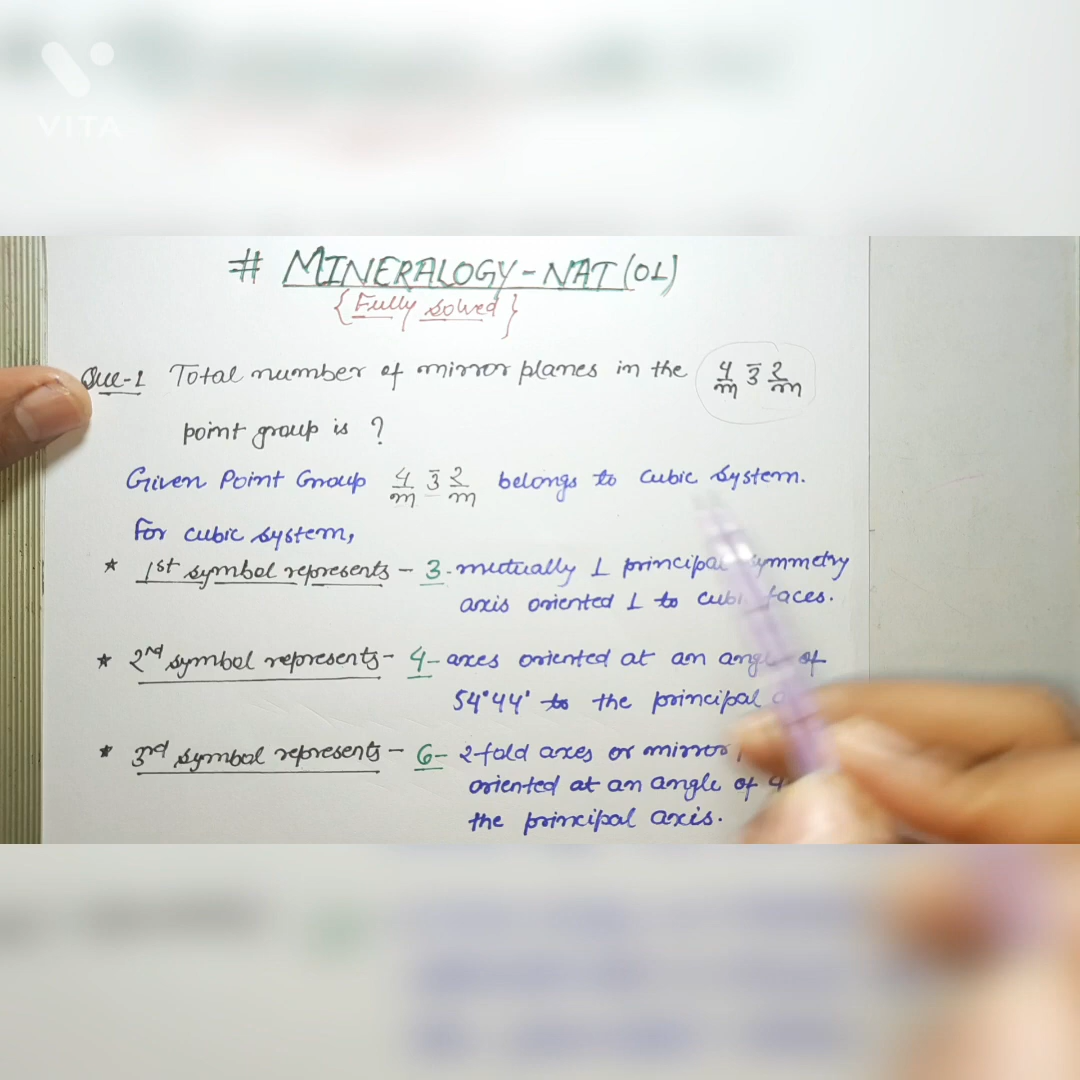 VITA
# MINERALOGY-NAT(01)
{Fully solved}
Que-1 Total number of mirror planes in the 4/m 3̅ 2/m
point group is ?
Given Point Group 4/m 3̅ 2/m belongs to cubic system.
For cubic system,
* 1st symbol represents - 3 - mutually ⊥ principal symmetry
axis oriented ⊥ to cubic faces.
* 2nd symbol represents - 4 - axes oriented at an angle of
54°44' to the principal
* 3rd symbol represents - 6 - 2 fold axes or mirror
oriented at an angle of
the principal axis.